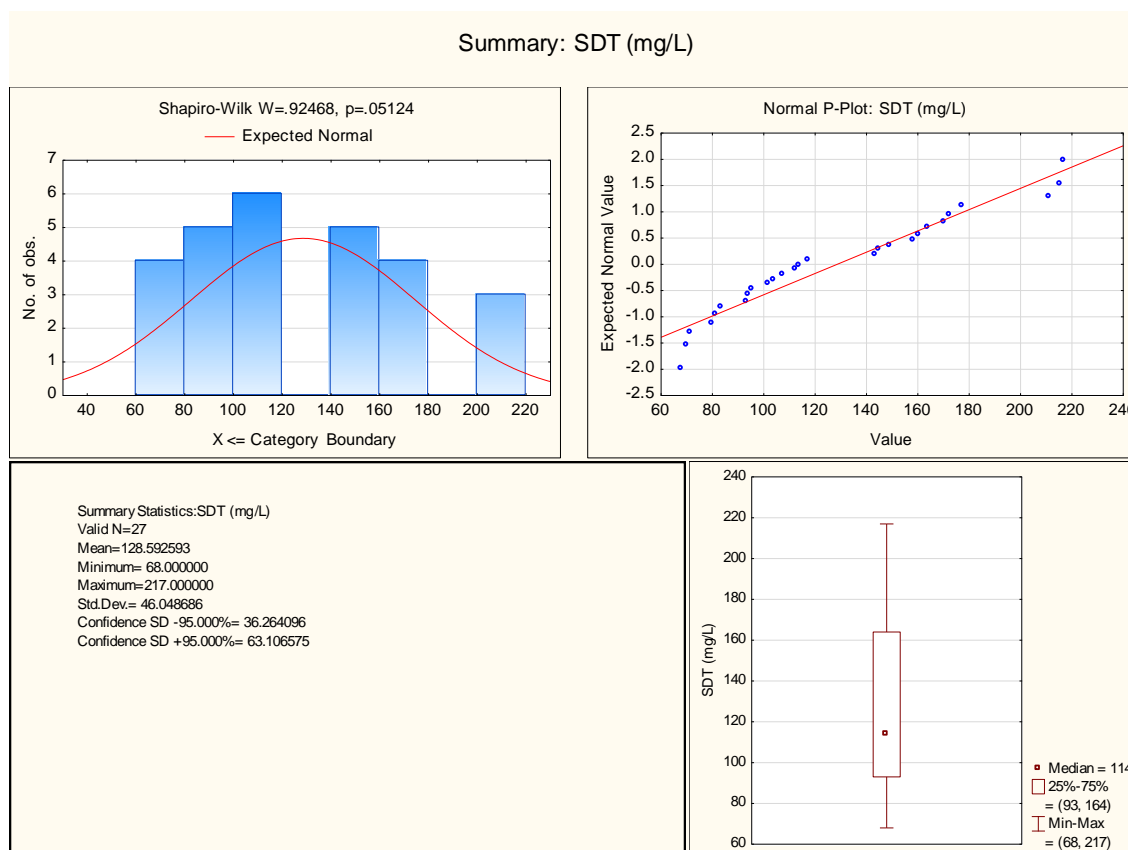 Summary: SDT (mg/L)
Shapiro-Wilk W=.92468, p=.05124
Expected Normal
7
6
5
4
3
2
1
0
No. of obs.
40 60 80 100 120 140 160 180 200 220
X <= Category Boundary
Normal P-Plot: SDT (mg/L)
2.5
2.0
1.5
1.0
0.5
0.0
-0.5
-1.0
-1.5
-2.0
-2.5
Expected Normal Value
60 80 100 120 140 160 180 200 220 240
Value
Summary Statistics:SDT (mg/L)
Valid N=27
Mean=128.592593
Minimum= 68.000000
Maximum=217.000000
Std.Dev.= 46.048686
Confidence SD -95.000%= 36.264096
Confidence SD +95.000%= 63.106575
240
220
200
180
160
140
120
100
80
60
SDT (mg/L)
Median = 114
25%-75%
= (93, 164)
Min-Max
= (68, 217)